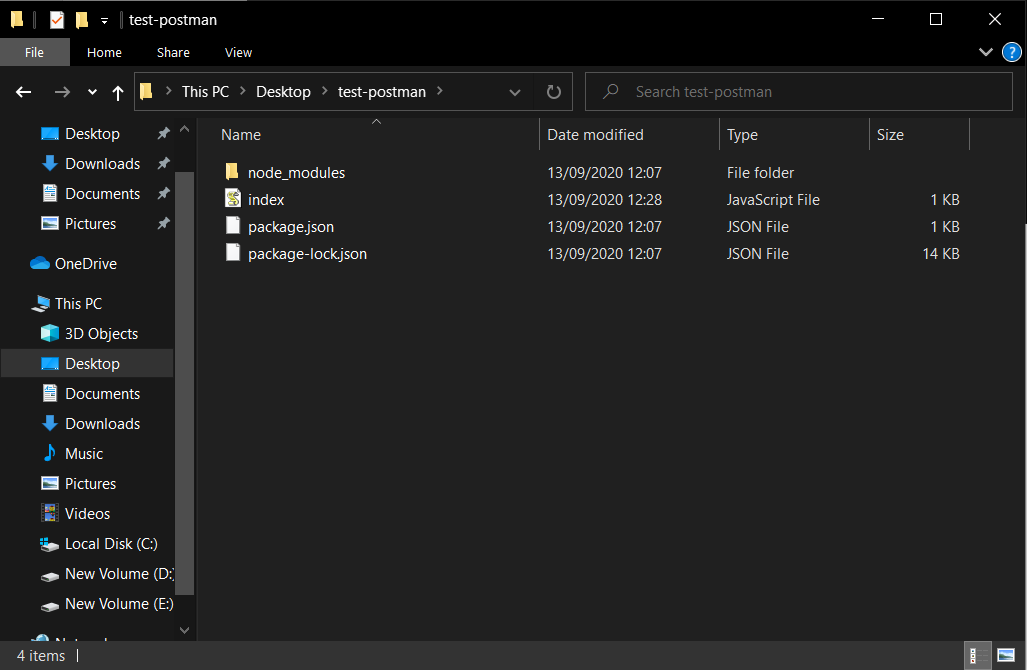 test-postman
File Home Share View
This PC Desktop test-postman Search test-postman
Name Date modified Type Size
node_modules 13/09/2020 12:07 File folder
index 13/09/2020 12:28 JavaScript File 1 KB
package.json 13/09/2020 12:07 JSON File 1 KB
package-lock.json 13/09/2020 12:07 JSON File 14 KB
Desktop
Downloads
Documents
Pictures
OneDrive
This PC
3D Objects
Desktop
Documents
Downloads
Music
Pictures
Videos
Local Disk (C:)
New Volume (D:)
New Volume (E:)
4 items